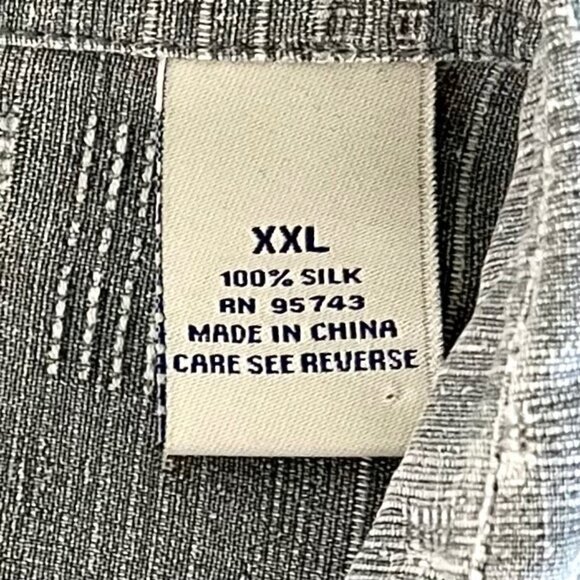 XXL
100% SILK
RN 95743
MADE IN CHINA
CARE SEE REVERSE